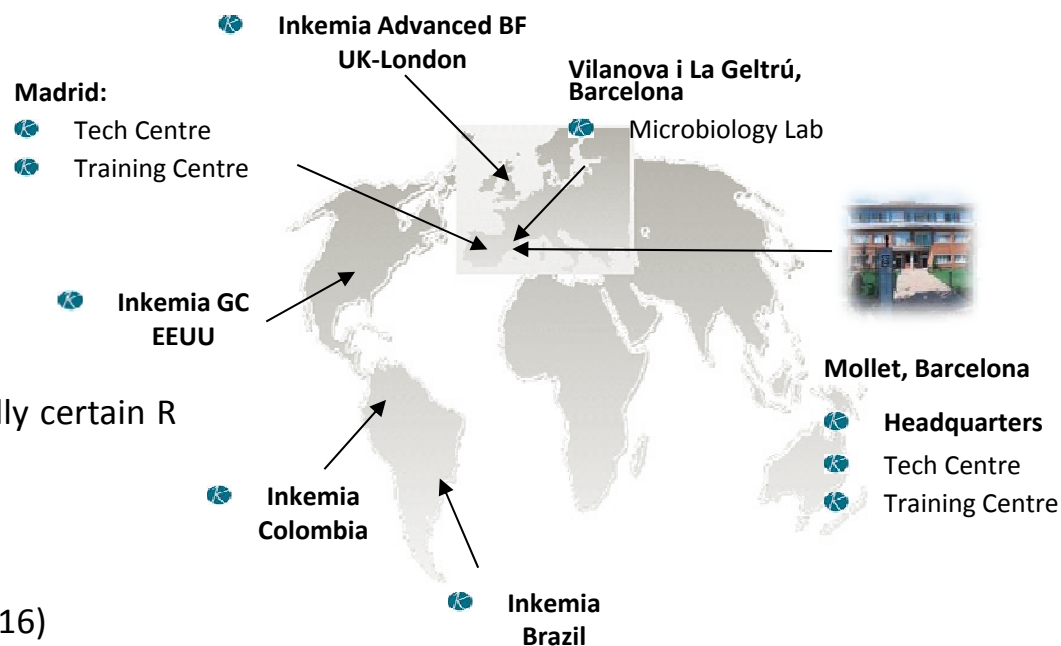 Inkemia Advanced BF
UK-London
Vilanova i La Geltrú,
Barcelona
Microbiology Lab
Madrid:
Tech Centre
Training Centre
Inkemia GC
EEUU
Mollet, Barcelona
Headquarters
Tech Centre
Training Centre
lly certain R
Inkemia
Colombia
16)
Inkemia
Brazil